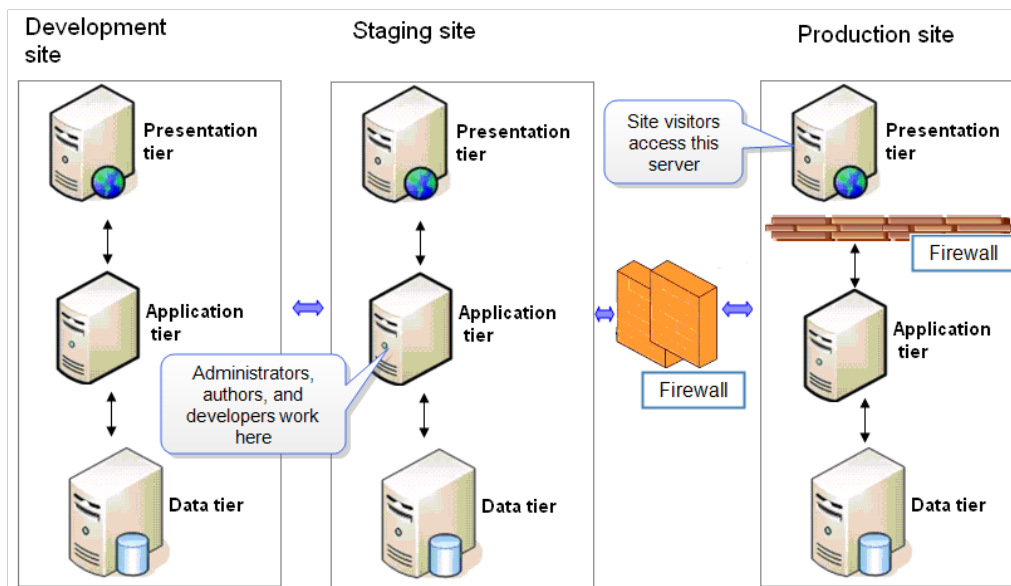 Development
site
Staging site
Production site
Presentation
tier
Presentation
tier
Site visitors
access this
server
Presentation
tier
Firewall
Application
tier
Application
tier
Application
tier
Administrators,
authors, and
developers work
here
Firewall
Data tier
Data tier
Data tier